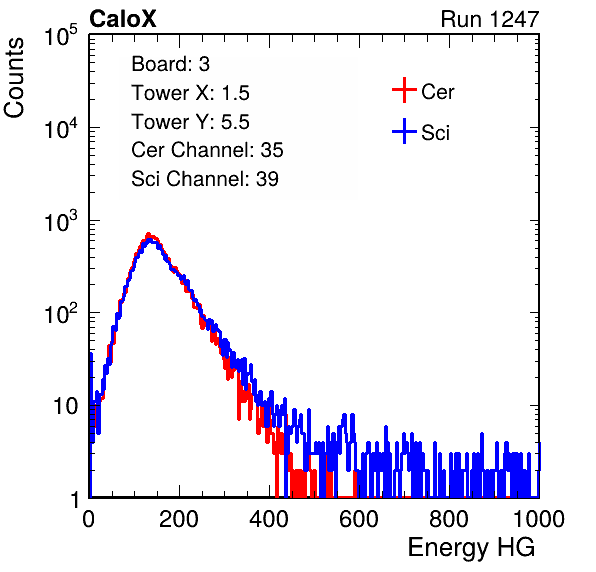 CaloX
Run 1247
Counts
Board: 3
Tower X: 1.5
Tower Y: 5.5
Cer Channel: 35
Sci Channel: 39
Cer
Sci
10^5
10^4
10^3
10^2
10
1
0 200 400 600 800 1000
Energy HG